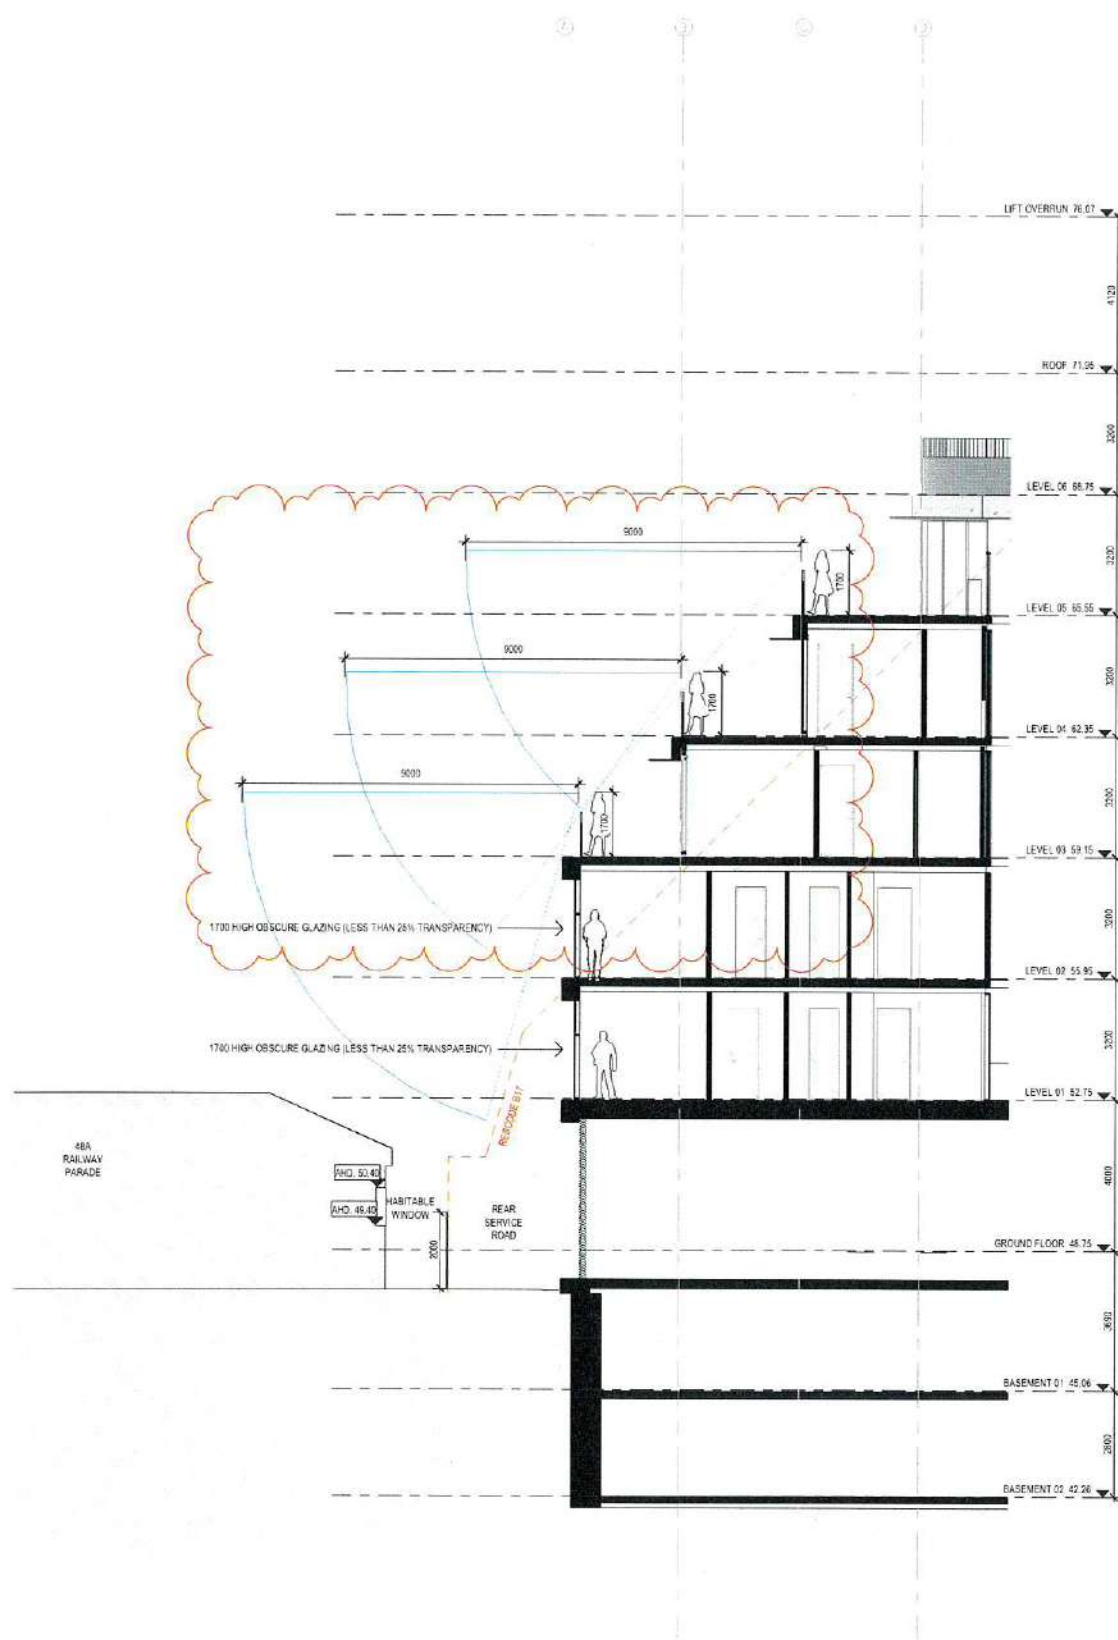 LIFT OVERRUN 76.07
4120
ROOF 71.95
3200
LEVEL 06 68.75
9000
3200
1700
LEVEL 05 65.55
9000
3200
1700
LEVEL 04 62.35
9000
3200
1700
LEVEL 03 59.15
1700 HIGH OBSCURE GLAZING (LESS THAN 25% TRANSPARENCY)
3200
LEVEL 02 55.95
1700 HIGH OBSCURE GLAZING (LESS THAN 25% TRANSPARENCY)
3200
LEVEL 01 52.75
RESCODE B17
48A
RAILWAY
PARADE
AHD. 50.40
4000
AHD. 49.40
HABITABLE
WINDOW
REAR
SERVICE
ROAD
2000
GROUND FLOOR 48.75
3690
BASEMENT 01 45.06
2800
BASEMENT 02 42.26